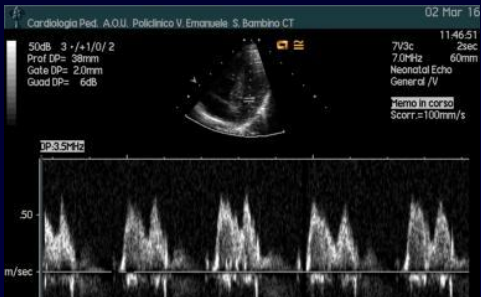 02 Mar 16
Cardiologia Ped. A.O.U. Policlinico V. Emanuele S. Bambino CT
11:46:51
50dB 3 •/+1/0/ 2
7V3c 2sec
Prof DP= 38mm
7.0MHz 60mm
Gate DP= 2.0mm
Neonatal Echo
Guad DP= 6dB
General /V
Memo in corso
Scorr.=100mm/s
DP:3.5MHz
.50
m/sec